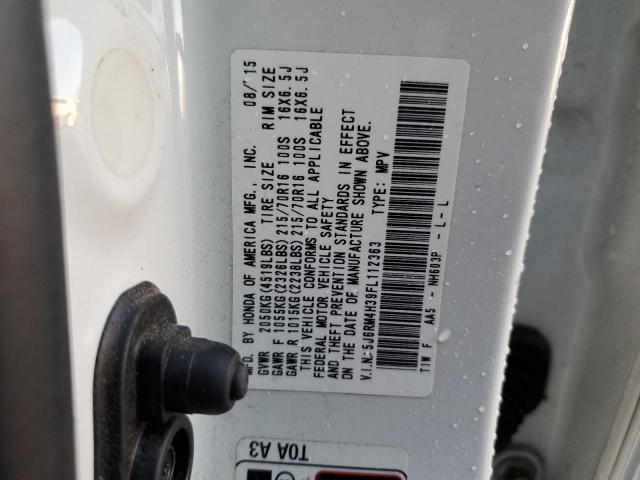 MFD. BY HONDA OF AMERICA MFG., INC. 08/'15
GVWR 2050KG(4519LBS) TIRE SIZE RIM SIZE
GAWR F 1055KG(2326LBS) 215/70R16 100S 16X6.5J
GAWR R 1015KG(2238LBS) 215/70R16 100S 16X6.5J
THIS VEHICLE CONFORMS TO ALL APPLICABLE
FEDERAL MOTOR VEHICLE SAFETY
AND THEFT PREVENTION STANDARDS IN EFFECT
ON THE DATE OF MANUFACTURE SHOWN ABOVE.
V.I.N.:5J6RM4H39FL112363 TYPE: MPV
TIW F AA5 - NH603P - L- L
T0A A3